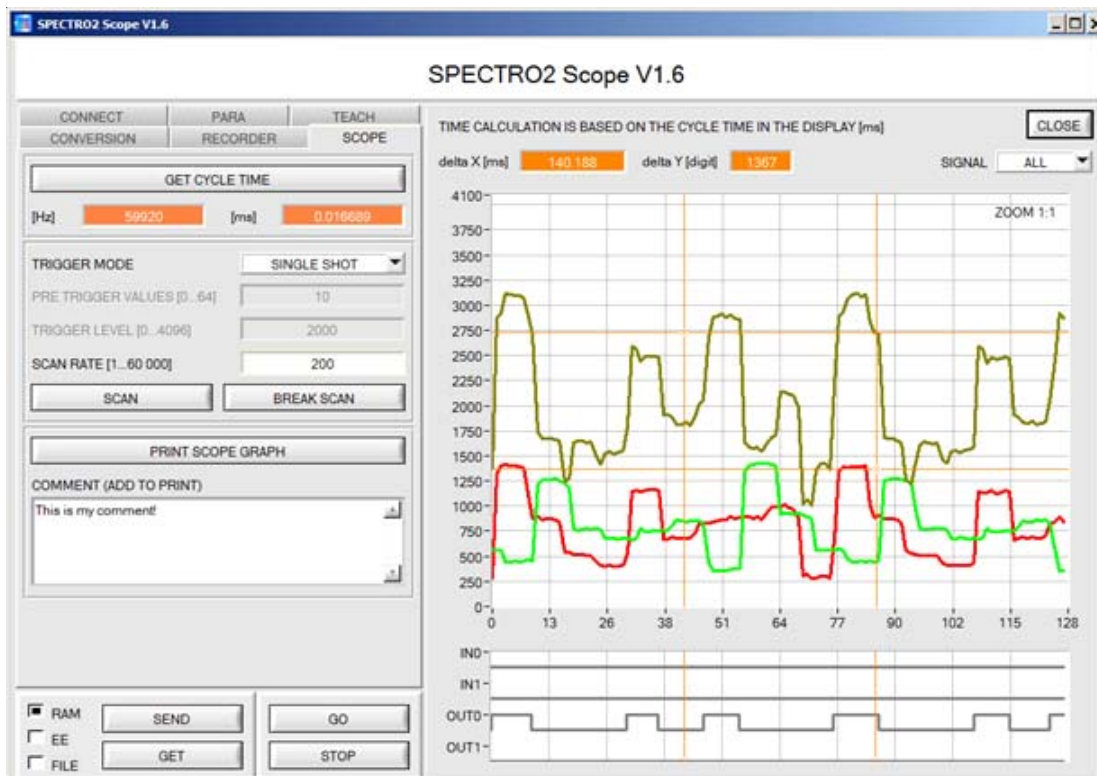 SPECTRO2 Scope V1.6
SPECTRO2 Scope V1.6
CONNECT PARA TEACH
CONVERSION RECORDER SCOPE
GET CYCLE TIME
[Hz] 59920 [ms] 0.016689
TRIGGER MODE SINGLE SHOT
PRE TRIGGER VALUES [0..64] 10
TRIGGER LEVEL [0..4096] 2000
SCAN RATE [1...60 000] 200
SCAN BREAK SCAN
PRINT SCOPE GRAPH
COMMENT (ADD TO PRINT)
This is my comment!
RAM
EE
FILE
SEND GO
GET STOP
TIME CALCULATION IS BASED ON THE CYCLE TIME IN THE DISPLAY [ms]
CLOSE
delta X [ms] 140.188 delta Y [digit] 1367 SIGNAL ALL
ZOOM 1:1
4100
3750
3500
3250
3000
2750
2500
2250
2000
1750
1500
1250
1000
750
500
250
0
0 13 26 38 51 64 77 90 102 115 128
IN0
IN1
OUT0
OUT1